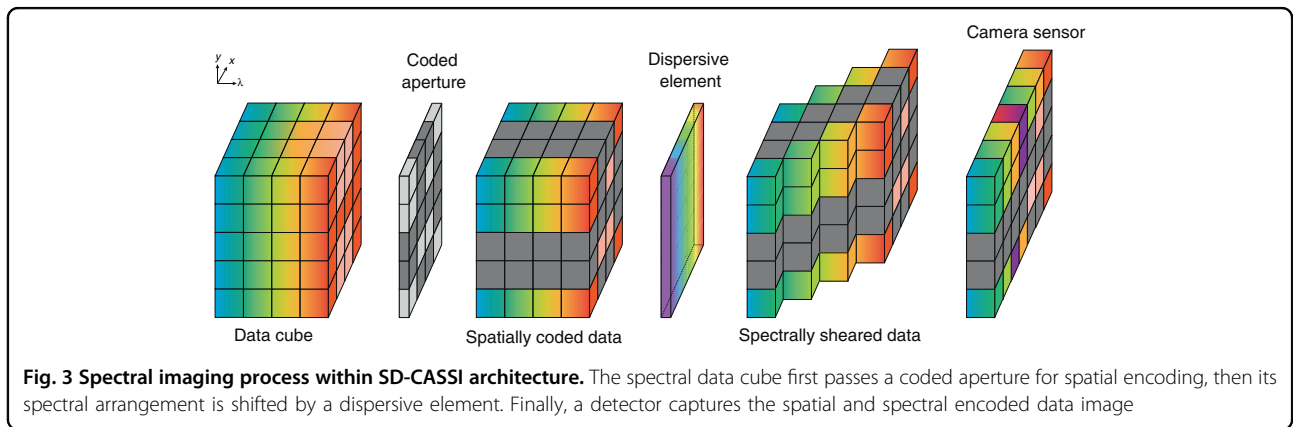 y
x
λ
Coded
aperture
Dispersive
element
Camera sensor
Data cube
Spatially coded data
Spectrally sheared data
Fig. 3 Spectral imaging process within SD-CASSI architecture. The spectral data cube first passes a coded aperture for spatial encoding, then its
spectral arrangement is shifted by a dispersive element. Finally, a detector captures the spatial and spectral encoded data image